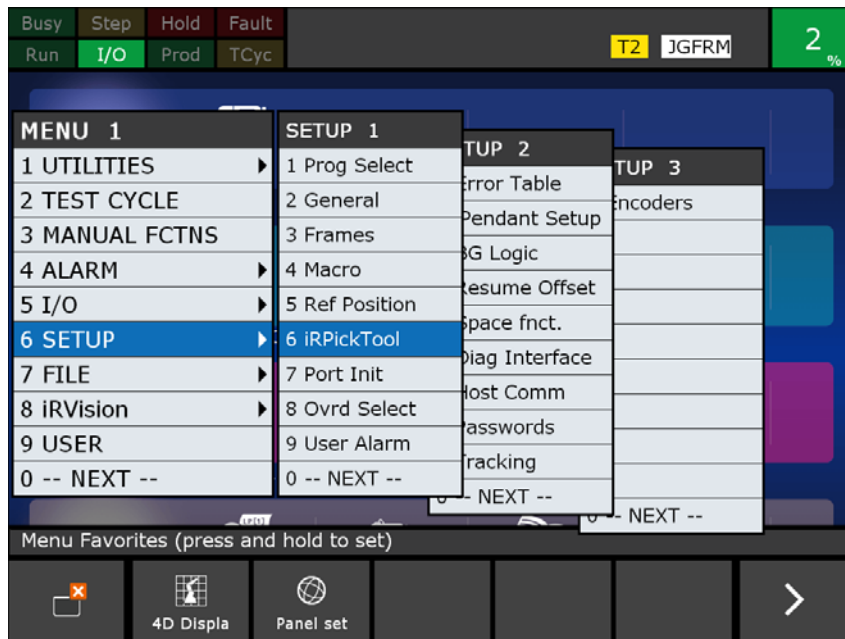 Busy Step Hold Fault
Run I/O Prod TCyc
T2 JGFRM
2 %
MENU 1
1 UTILITIES
2 TEST CYCLE
3 MANUAL FCTNS
4 ALARM
5 I/O
6 SETUP
7 FILE
8 iRVision
9 USER
0 -- NEXT --
SETUP 1
1 Prog Select
2 General
3 Frames
4 Macro
5 Ref Position
6 iRPickTool
7 Port Init
8 Ovrd Select
9 User Alarm
0 -- NEXT --
TUP 2
Error Table
Pendant Setup
BG Logic
Resume Offset
Space fnct.
Diag Interface
Host Comm
Passwords
Tracking
0 -- NEXT --
TUP 3
Encoders
0 -- NEXT --
Menu Favorites (press and hold to set)
4D Displa
Panel set